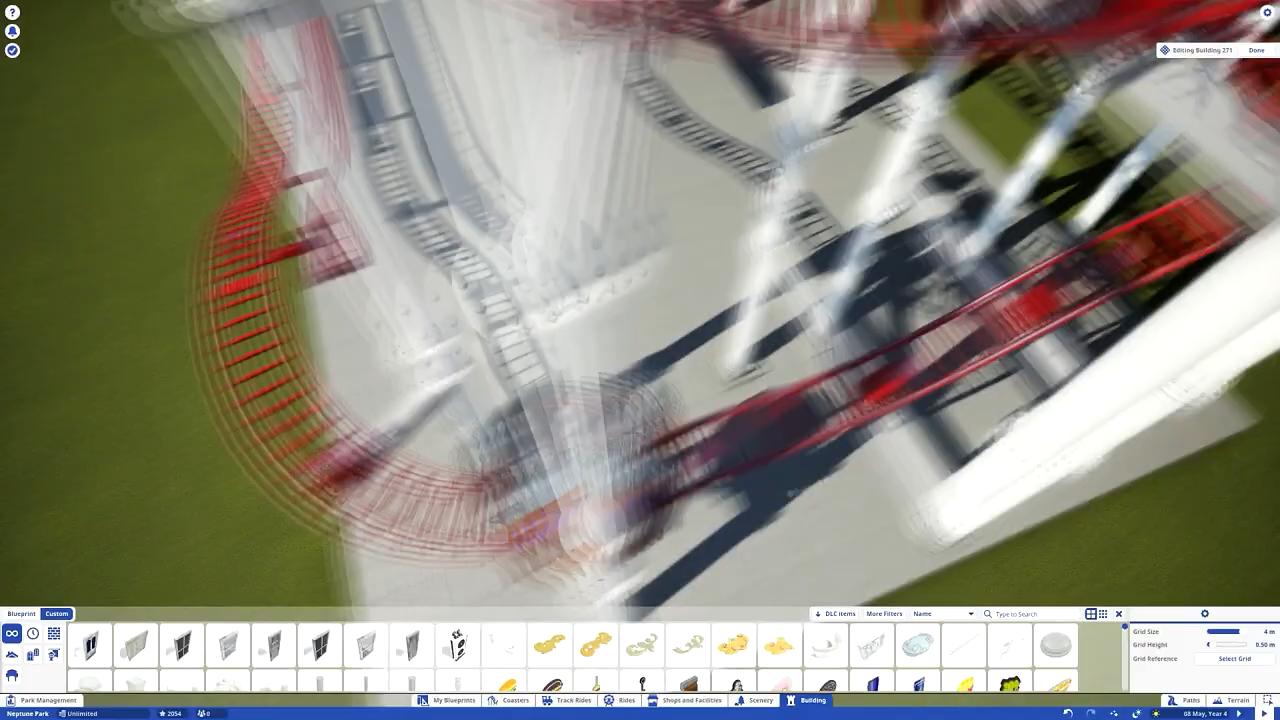 ?
Editing Building 271 Done
Blueprint Custom DLC items More Filters Name Type to Search
Grid Size 4 m
Grid Height 0.50 m
Grid Reference Select Grid
Park Management My Blueprints Coasters Track Rides Rides Shops and Facilities Scenery Building Paths Terrain
Neptune Park Unlimited 2054 0 08 May, Year 4